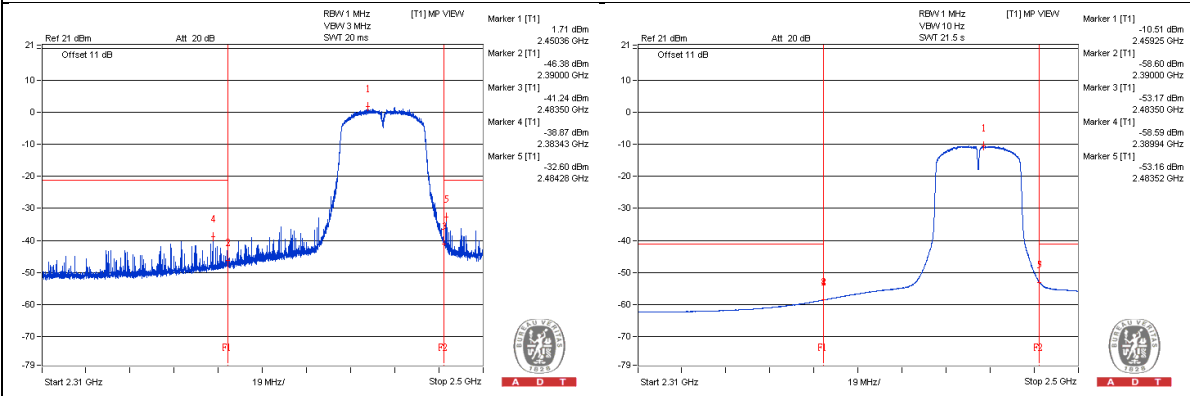 RBW 1 MHz
[T1] MP VIEW
VBW 3 MHz
Ref 21 dBm
Att 20 dB
SWT 20 ms
Marker 1 [T1]
1.71 dBm
2.45036 GHz
Marker 2 [T1]
-46.38 dBm
2.39000 GHz
Marker 3 [T1]
-41.24 dBm
2.48350 GHz
Marker 4 [T1]
-38.87 dBm
2.38343 GHz
Marker 5 [T1]
-32.60 dBm
2.48428 GHz
21
Offset 11 dB
10
0
-10
-20
-30
-40
-50
-60
-70
-79
1
4
2
5
F1
F2
Start 2.31 GHz
19 MHz/
Stop 2.5 GHz
BUREAU VERITAS
1828
A D T
RBW 1 MHz
[T1] MP VIEW
VBW 10 Hz
Ref 21 dBm
Att 20 dB
SWT 21.5 s
Marker 1 [T1]
-10.51 dBm
2.45925 GHz
Marker 2 [T1]
-58.60 dBm
2.39000 GHz
Marker 3 [T1]
-53.17 dBm
2.48350 GHz
Marker 4 [T1]
-58.59 dBm
2.38994 GHz
Marker 5 [T1]
-53.16 dBm
2.48352 GHz
21
Offset 11 dB
10
0
-10
-20
-30
-40
-50
-60
-70
-79
1
F1
F2
Start 2.31 GHz
19 MHz/
Stop 2.5 GHz
BUREAU VERITAS
1828
A D T